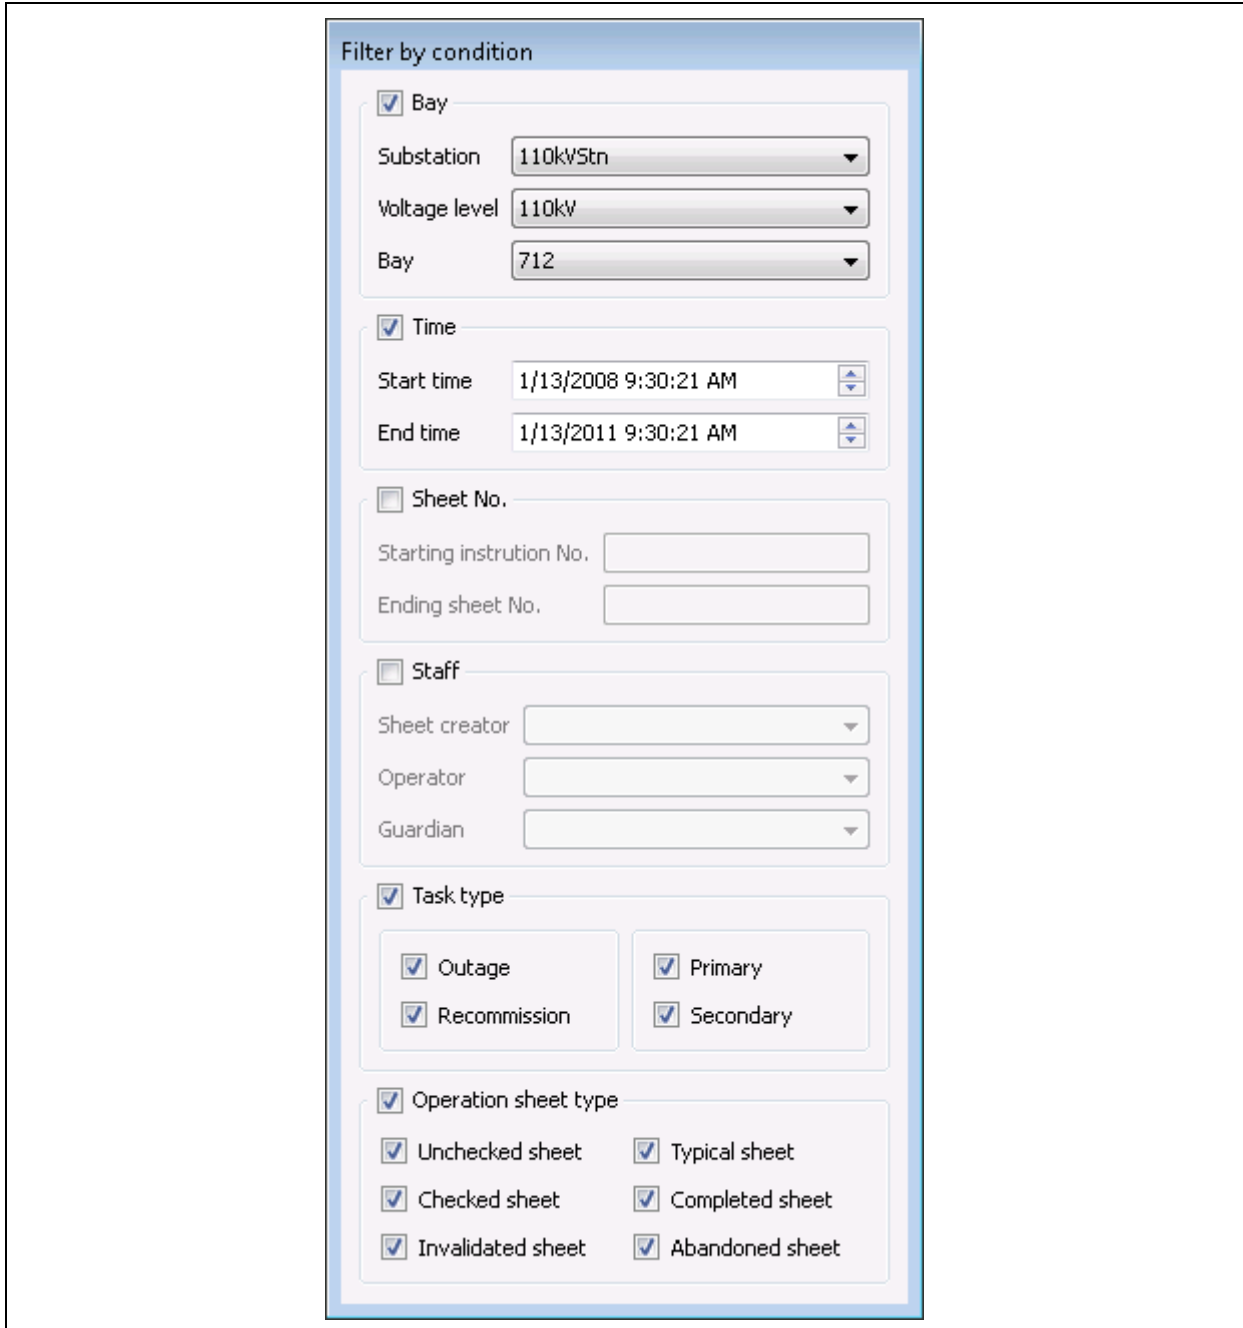 Filter by condition
Bay
Substation 110kVStn
Voltage level 110kV
Bay 712
Time
Start time 1/13/2008 9:30:21 AM
End time 1/13/2011 9:30:21 AM
Sheet No.
Starting instrution No.
Ending sheet No.
Staff
Sheet creator
Operator
Guardian
Task type
Outage Primary
Recommission Secondary
Operation sheet type
Unchecked sheet Typical sheet
Checked sheet Completed sheet
Invalidated sheet Abandoned sheet